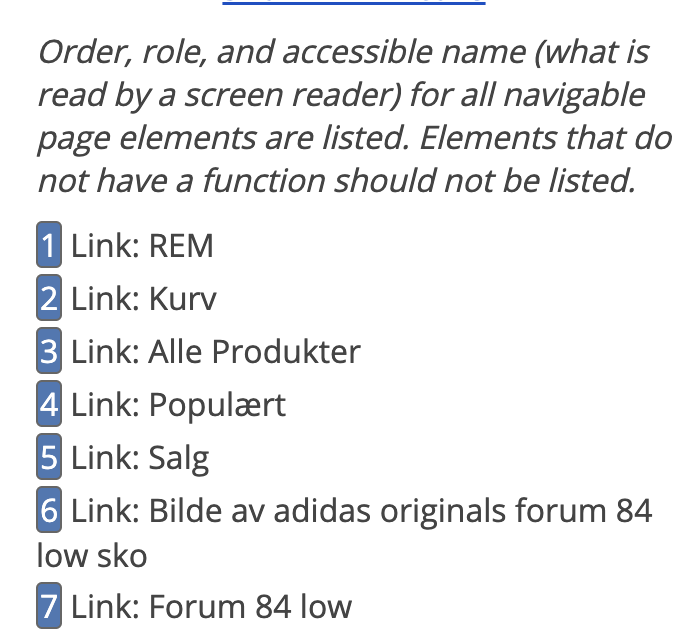 Order, role, and accessible name (what is
read by a screen reader) for all navigable
page elements are listed. Elements that do
not have a function should not be listed.
1 Link: REM
2 Link: Kurv
3 Link: Alle Produkter
4 Link: Populært
5 Link: Salg
6 Link: Bilde av adidas originals forum 84
low sko
7 Link: Forum 84 low